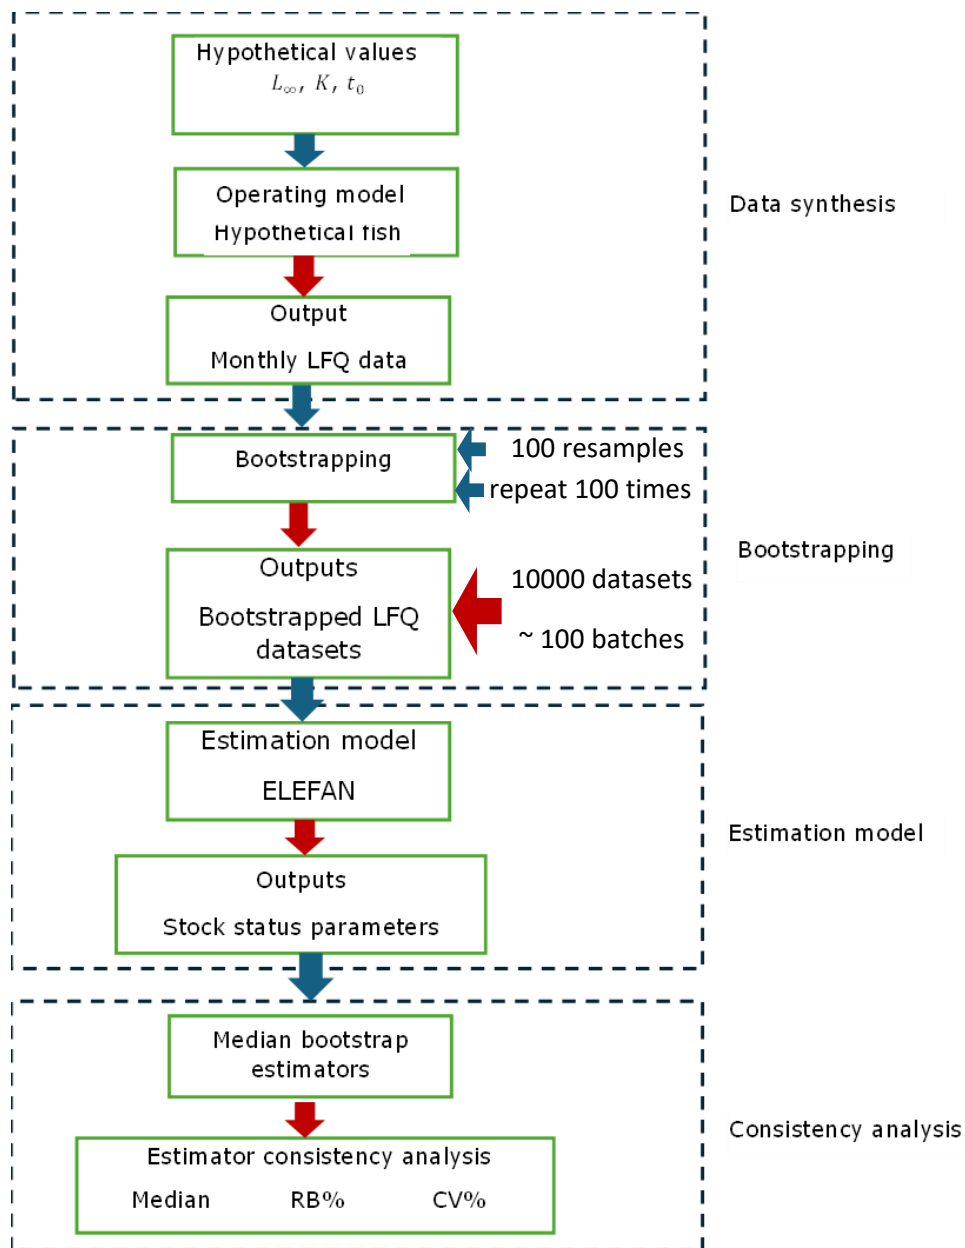 Hypothetical values
L∞, K, t0
Operating model
Hypothetical fish
Data synthesis
Output
Monthly LFQ data
Bootstrapping
100 resamples
repeat 100 times
Bootstrapping
Outputs
10000 datasets
Bootstrapped LFQ
datasets
~ 100 batches
Estimation model
ELEFAN
Estimation model
Outputs
Stock status parameters
Median bootstrap
estimators
Consistency analysis
Estimator consistency analysis
Median RB% CV%